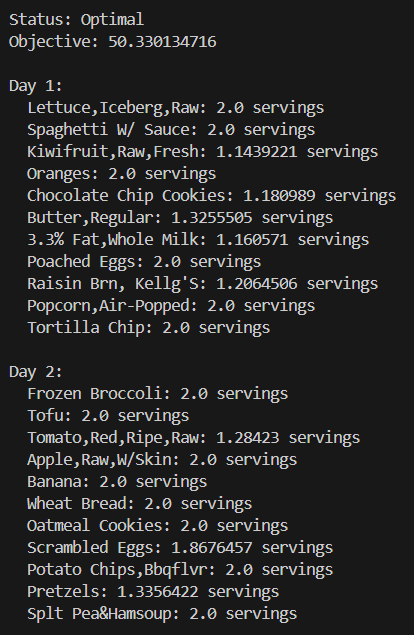 Status: Optimal
Objective: 50.330134716
Day 1:
Lettuce,Iceberg,Raw: 2.0 servings
Spaghetti W/ Sauce: 2.0 servings
Kiwifruit,Raw,Fresh: 1.1439221 servings
Oranges: 2.0 servings
Chocolate Chip Cookies: 1.180989 servings
Butter,Regular: 1.3255505 servings
3.3% Fat,Whole Milk: 1.160571 servings
Poached Eggs: 2.0 servings
Raisin Brn, Kellg'S: 1.2064506 servings
Popcorn,Air-Popped: 2.0 servings
Tortilla Chip: 2.0 servings
Day 2:
Frozen Broccoli: 2.0 servings
Tofu: 2.0 servings
Tomato,Red,Ripe,Raw: 1.28423 servings
Apple,Raw,W/Skin: 2.0 servings
Banana: 2.0 servings
Wheat Bread: 2.0 servings
Oatmeal Cookies: 2.0 servings
Scrambled Eggs: 1.8676457 servings
Potato Chips,Bbqflvr: 2.0 servings
Pretzels: 1.3356422 servings
Splt Pea&Hamsoup: 2.0 servings